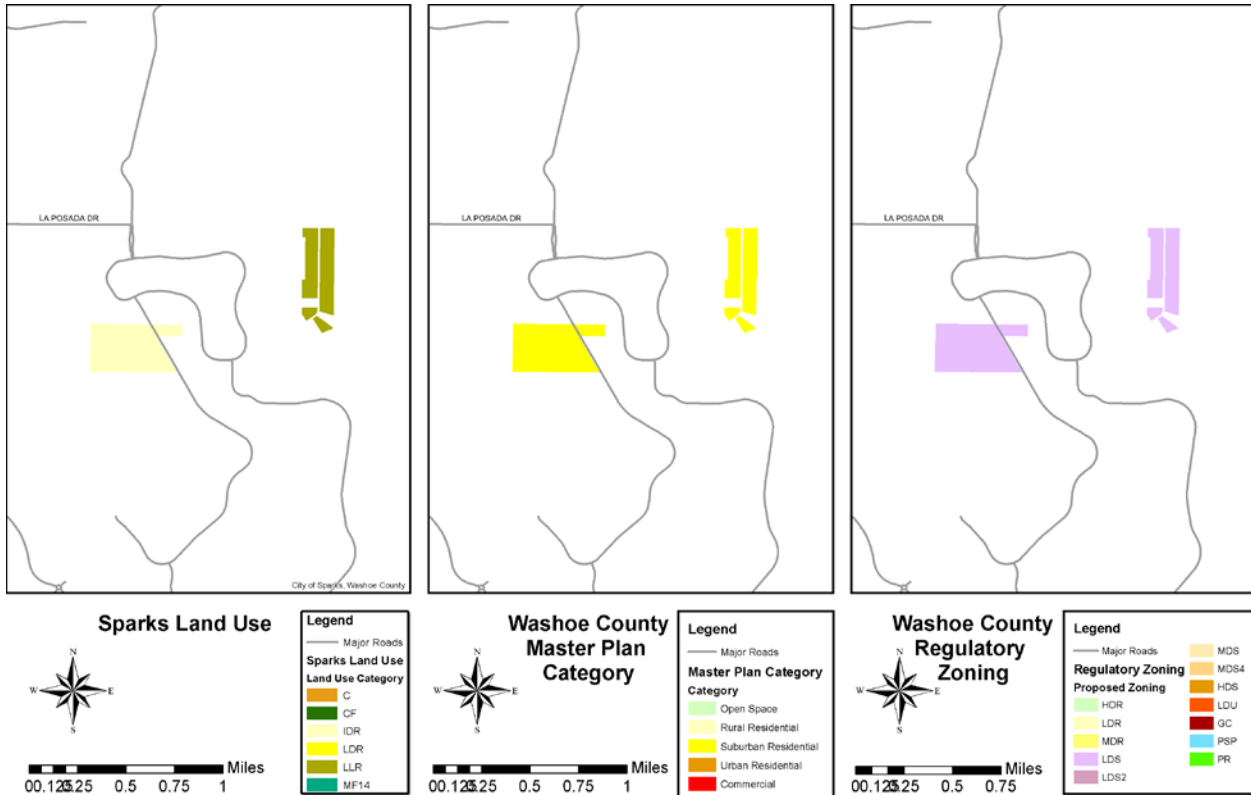 LA POSADA DR
City of Sparks, Washoe County
LA POSADA DR
LA POSADA DR
Sparks Land Use
N
W
E
S
0 0.5 0.75 1
Miles
Legend
Major Roads
Sparks Land Use
Land Use Category
C
CF
IDR
LDR
LLR
MF14
Washoe County
Master Plan
Category
N
W
E
S
0 0.5 0.75 1
Miles
Legend
Major Roads
Master Plan Category
Category
Open Space
Rural Residential
Suburban Residential
Urban Residential
Commercial
Washoe County
Regulatory
Zoning
N
W
E
S
0.5 0.75
Miles
Legend
Major Roads
Regulatory Zoning
Proposed Zoning
HDR
LDR
MDR
LDS
LDS2
MDS
MDS4
HDS
LDU
GC
PSP
PR